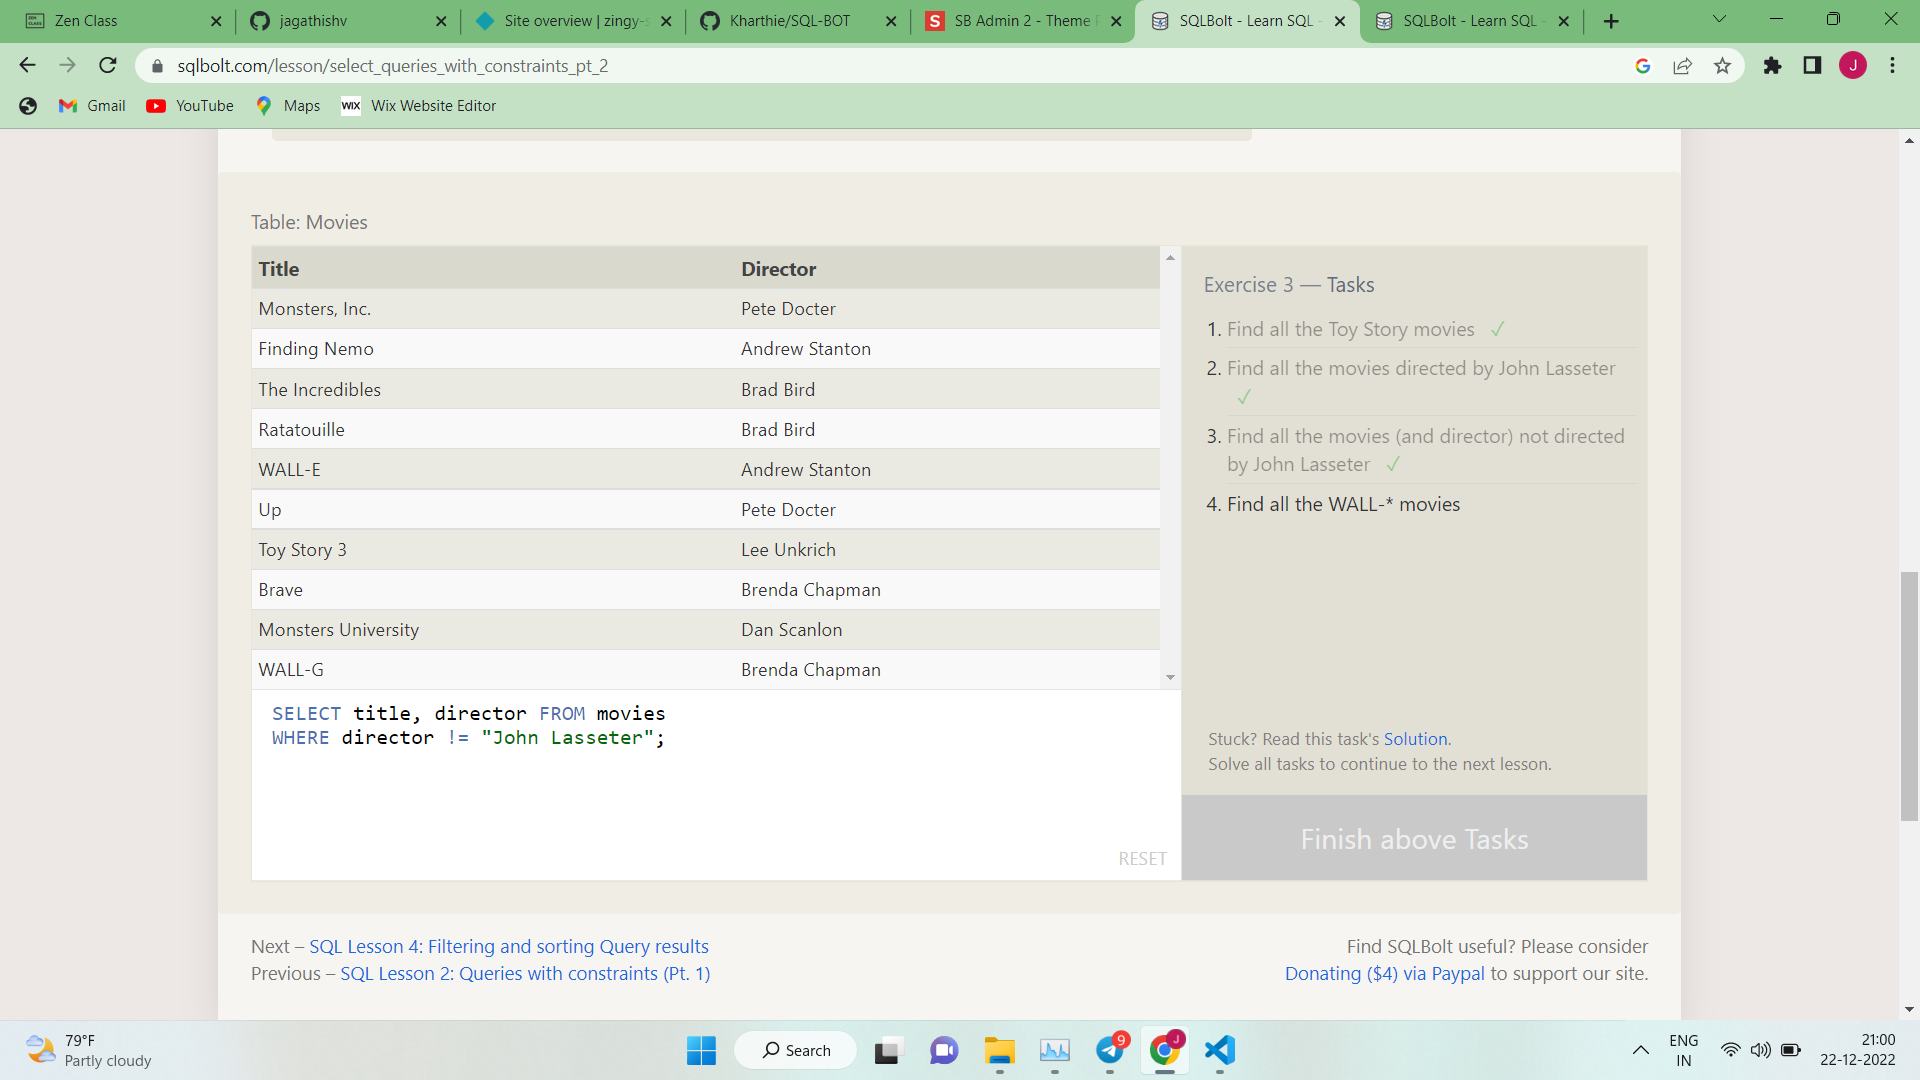 Zen Class
jagathishv
Site overview | zingy-s
Kharthie/SQL-BOT
SB Admin 2 - Theme P
SQLBolt - Learn SQL -
SQLBolt - Learn SQL -
sqlbolt.com/lesson/select_queries_with_constraints_pt_2
J
Gmail
YouTube
Maps
WIX Wix Website Editor
Table: Movies
Title Director
Monsters, Inc. Pete Docter
Finding Nemo Andrew Stanton
The Incredibles Brad Bird
Ratatouille Brad Bird
WALL-E Andrew Stanton
Up Pete Docter
Toy Story 3 Lee Unkrich
Brave Brenda Chapman
Monsters University Dan Scanlon
WALL-G Brenda Chapman
SELECT title, director FROM movies
WHERE director != "John Lasseter";
RESET
Exercise 3 — Tasks
1. Find all the Toy Story movies ✓
2. Find all the movies directed by John Lasseter
✓
3. Find all the movies (and director) not directed
by John Lasseter ✓
4. Find all the WALL-* movies
Stuck? Read this task's Solution.
Solve all tasks to continue to the next lesson.
Finish above Tasks
Next – SQL Lesson 4: Filtering and sorting Query results
Previous – SQL Lesson 2: Queries with constraints (Pt. 1)
Find SQLBolt useful? Please consider
Donating ($4) via Paypal to support our site.
79°F
Partly cloudy
Search
9
J
ENG
IN
21:00
22-12-2022